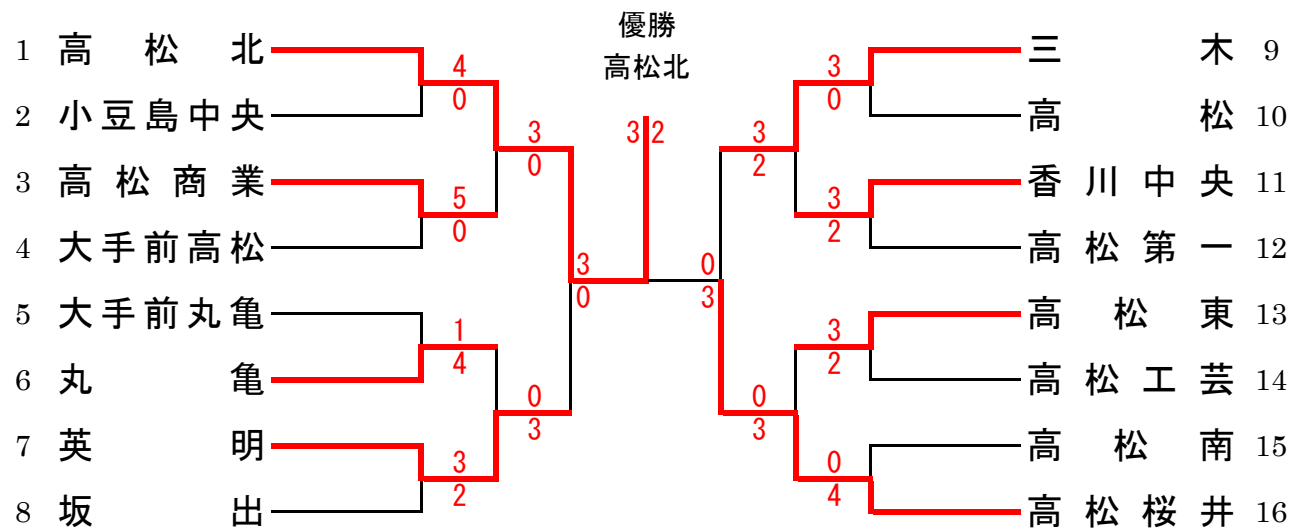 優勝
高松北
3 2
1 高松北
2 小豆島中央
3 高松商業
4 大手前高松
5 大手前丸亀
6 丸亀
7 英明
8 坂出
4
0
5
0
1
4
3
2
3
0
0
3
3
0
0
3
3
2
0
3
3
0
3
2
3
2
0
4
三木 9
高松 10
香川中央 11
高松第一 12
高松東 13
高松工芸 14
高松南 15
高松桜井 16